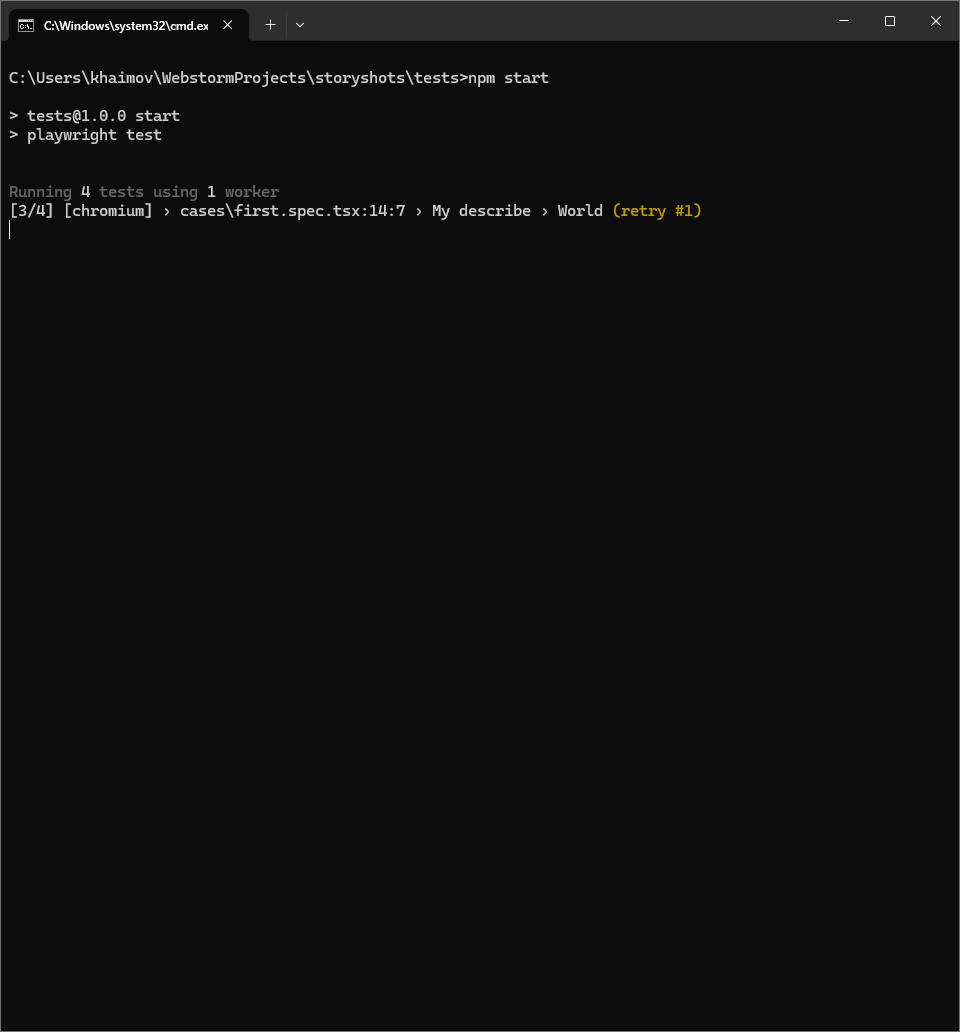 C:\Windows\system32\cmd.ex
C:\Users\khaimov\WebstormProjects\storyshots\tests>npm start
> tests@1.0.0 start
> playwright test
Running 4 tests using 1 worker
[3/4] [chromium] › cases\first.spec.tsx:14:7 › My describe › World (retry #1)